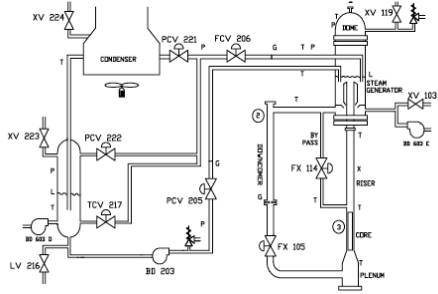 XV 224
XV 119
PCV 221
FCV 206
P
T
P
G
T
P
DOME
CONDENSER
T
L
STEAM
GENERATOR
XV 103
T
T
2
BD 603 E
XV 223
PCV 222
G
BY
PASS
T
X
FX 114
RISER
P
DOWNCOMER
PCV 205
L
TCV 217
G
T
T
P
3
CORE
T
BD 603 D
FX 105
T
LV 216
BD 203
T
PLENUM